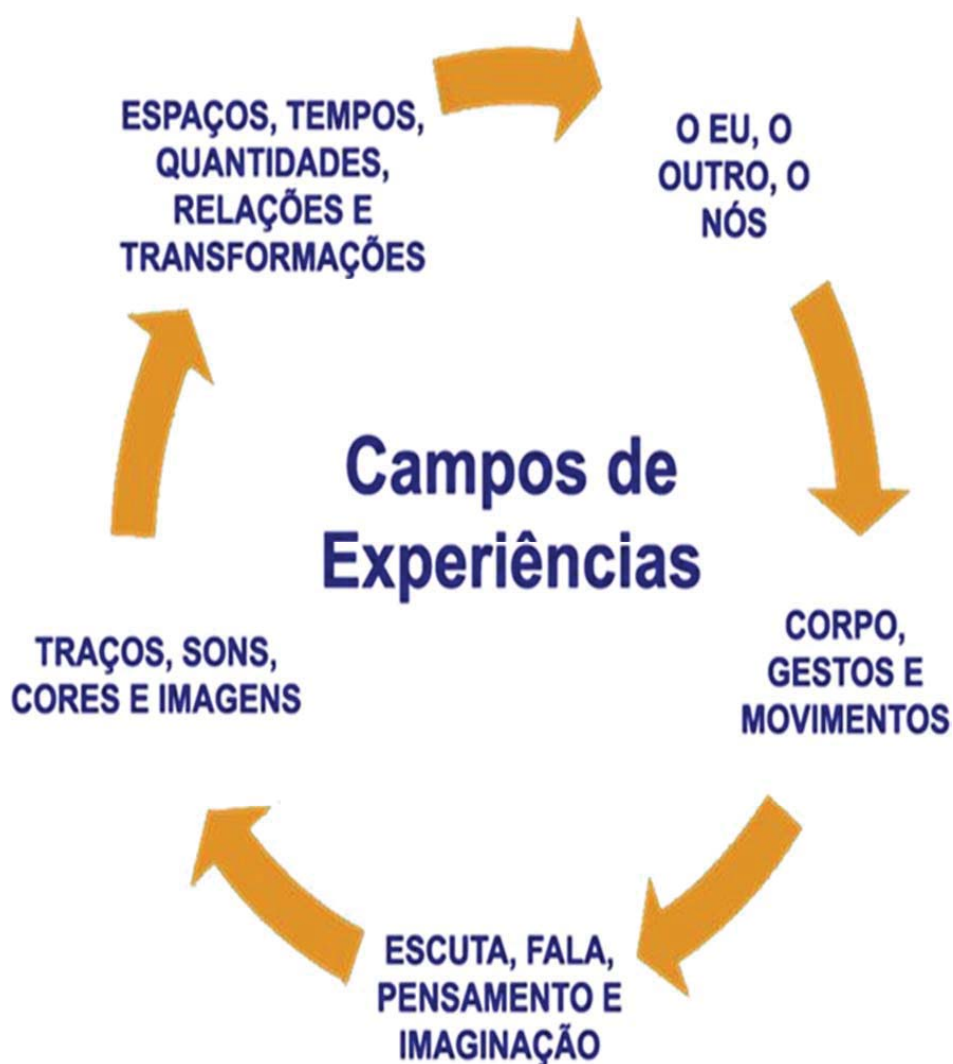 ESPAÇOS, TEMPOS,
QUANTIDADES,
RELAÇÕES E
TRANSFORMAÇÕES
O EU, O
OUTRO, O
NÓS
Campos de
Experiências
CORPO,
GESTOS E
MOVIMENTOS
TRAÇOS, SONS,
CORES E IMAGENS
ESCUTA, FALA,
PENSAMENTO E
IMAGINAÇÃO